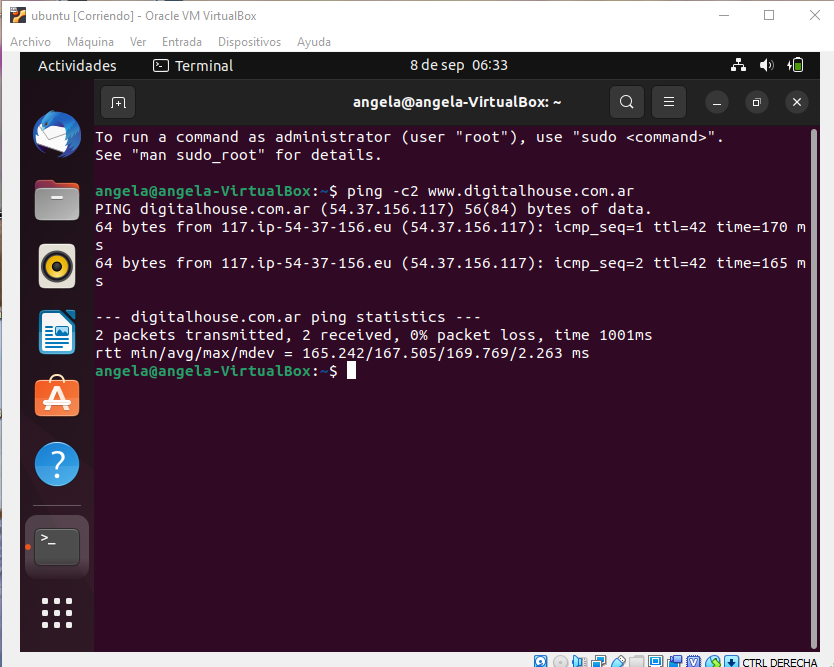 ubuntu [Corriendo] - Oracle VM VirtualBox
Archivo Máquina Ver Entrada Dispositivos Ayuda
Actividades Terminal 8 de sep 06:33
angela@angela-VirtualBox: ~
To run a command as administrator (user "root"), use "sudo <command>".
See "man sudo_root" for details.
angela@angela-VirtualBox:~$ ping -c2 www.digitalhouse.com.ar
PING digitalhouse.com.ar (54.37.156.117) 56(84) bytes of data.
64 bytes from 117.ip-54-37-156.eu (54.37.156.117): icmp_seq=1 ttl=42 time=170 m
s
64 bytes from 117.ip-54-37-156.eu (54.37.156.117): icmp_seq=2 ttl=42 time=165 m
s
--- digitalhouse.com.ar ping statistics ---
2 packets transmitted, 2 received, 0% packet loss, time 1001ms
rtt min/avg/max/mdev = 165.242/167.505/169.769/2.263 ms
angela@angela-VirtualBox:~$
CTRL DERECHA